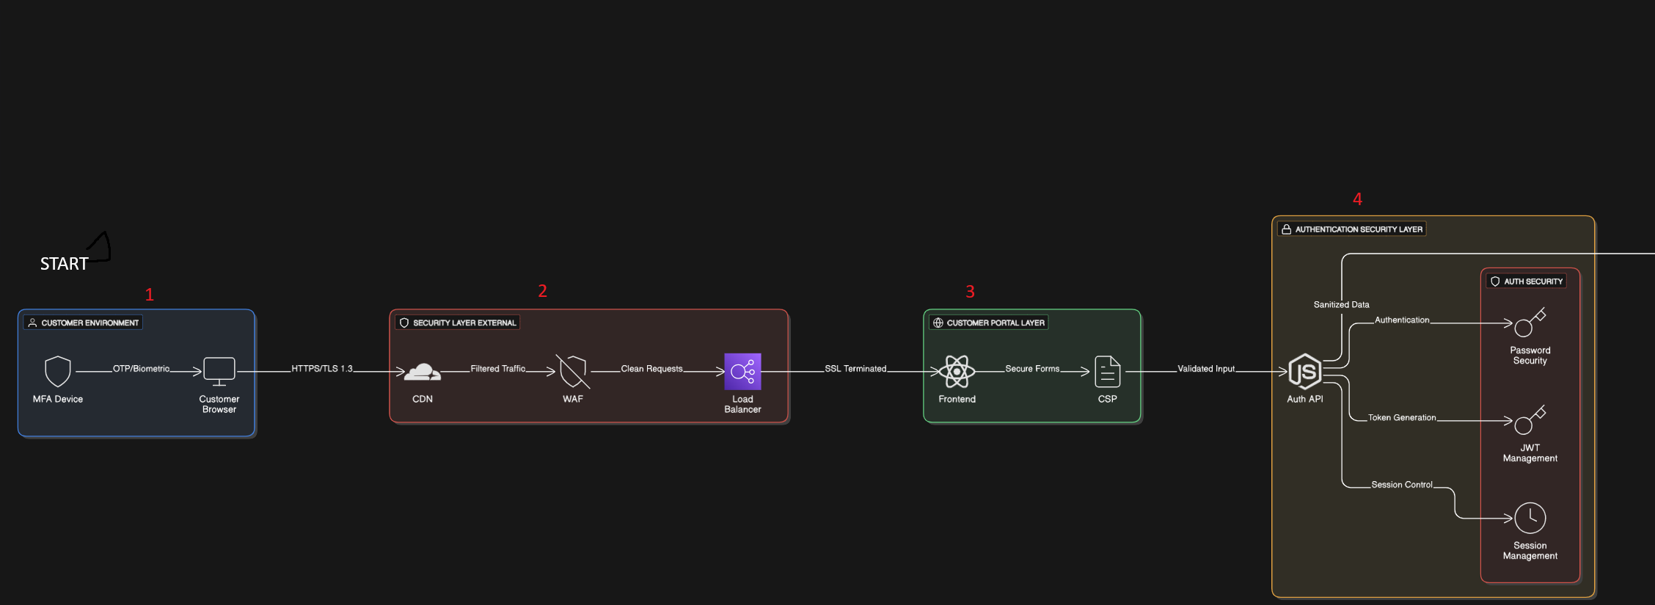 START
1
CUSTOMER ENVIRONMENT
MFA Device
OTP/Biometric
Customer
Browser
HTTPS/TLS 1.3
2
SECURITY LAYER EXTERNAL
CDN
Filtered Traffic
WAF
Clean Requests
Load
Balancer
SSL Terminated
3
CUSTOMER PORTAL LAYER
Frontend
Secure Forms
CSP
Validated Input
4
AUTHENTICATION SECURITY LAYER
JS
Auth API
Sanitized Data
Authentication
Token Generation
Session Control
AUTH SECURITY
Password
Security
JWT
Management
Session
Management